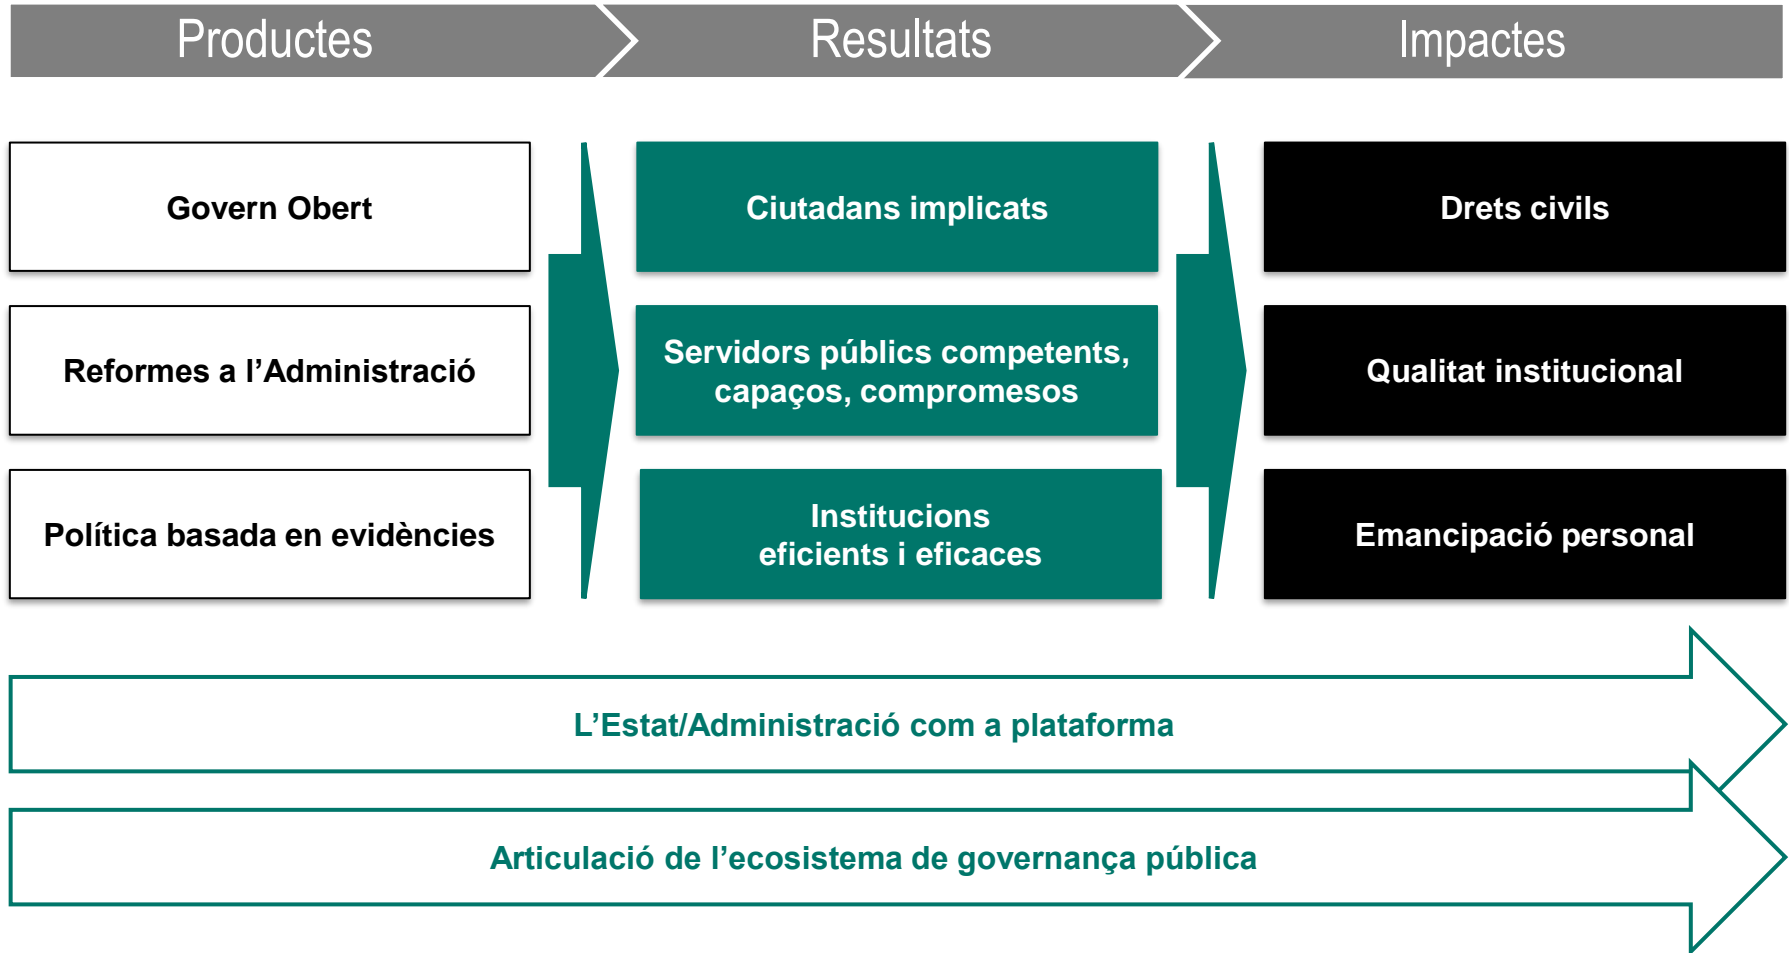 Productes
Resultats
Impactes
Govern Obert
Ciutadans implicats
Drets civils
Reformes a l’Administració
Servidors públics competents,
capaços, compromesos
Qualitat institucional
Política basada en evidències
Institucions
eficients i eficaces
Emancipació personal
L’Estat/Administració com a plataforma
Articulació de l’ecosistema de governança pública